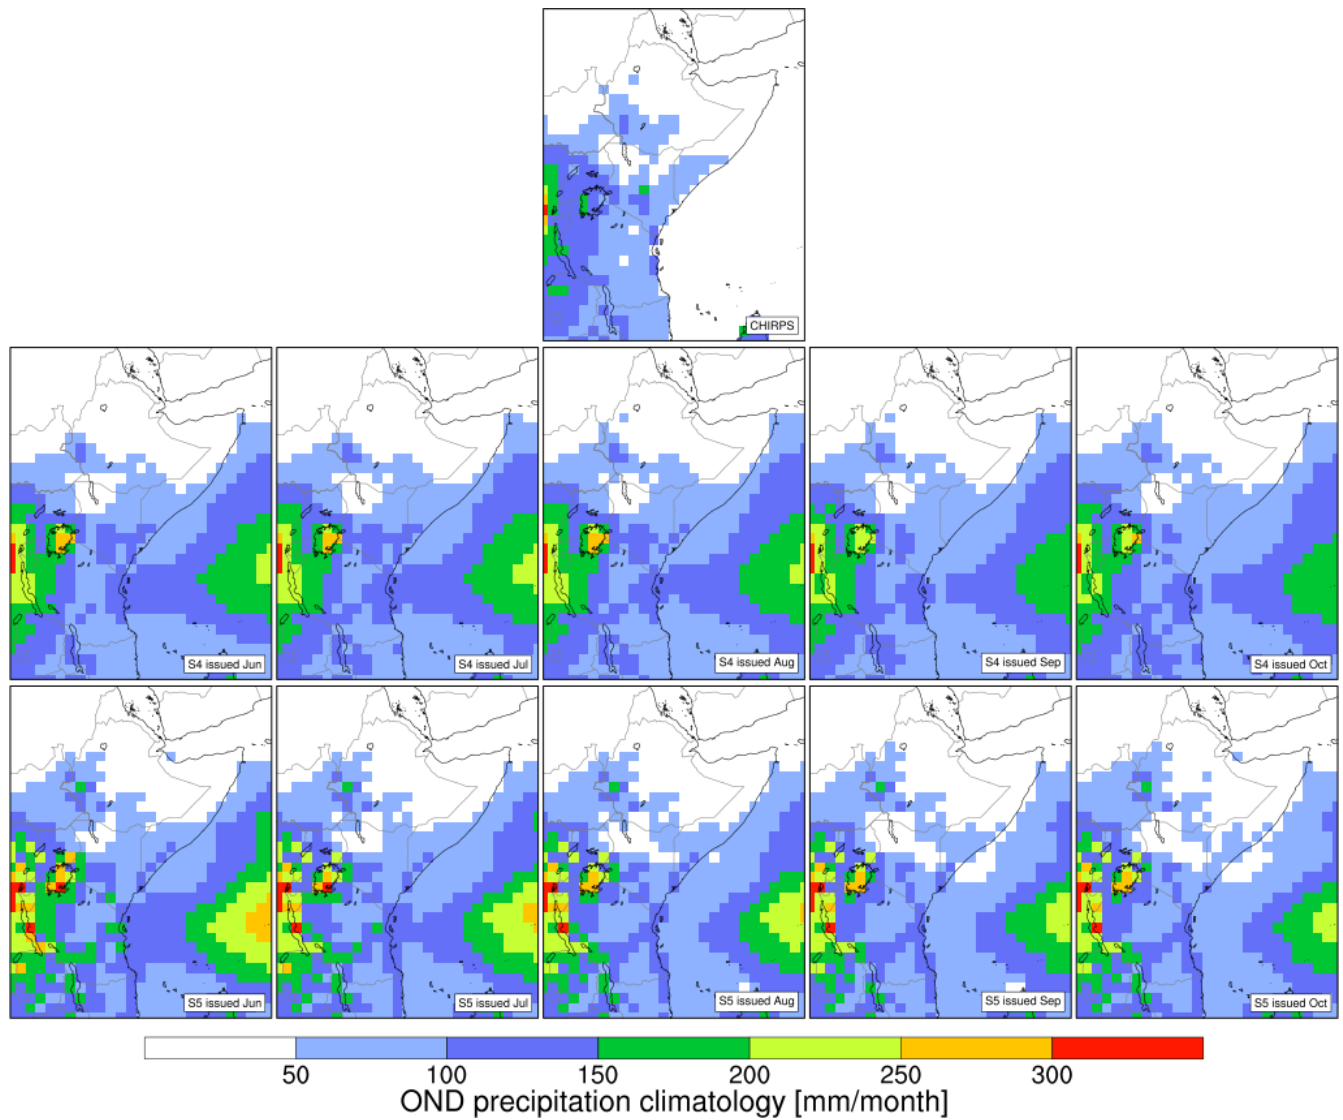 CHIRPS
S4 issued Jun
S4 issued Jul
S4 issued Aug
S4 issued Sep
S4 issued Oct
S5 issued Jun
S5 issued Jul
S5 issued Aug
S5 issued Sep
S5 issued Oct
50 100 150 200 250 300
OND precipitation climatology [mm/month]